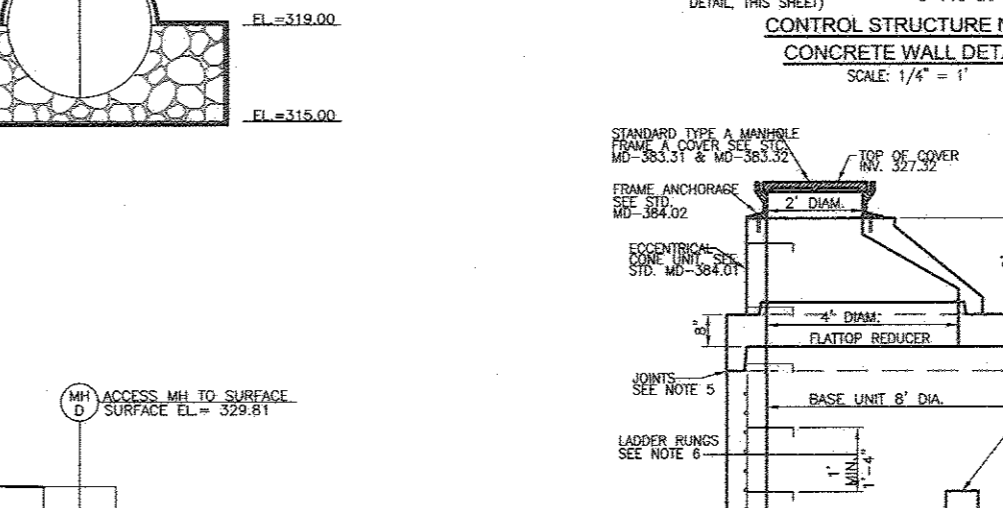 EL.=319.00
EL.=315.00
DETAIL, THIS SHEET)
CONTROL STRUCTURE
CONCRETE WALL
SCALE: 1/4" = 1'
STANDARD TYPE A MANHOLE
FRAME A COVER SEE STC.
MD-383.31 & MD-383.32
TOP OF COVER
INV. 327.32
FRAME ANCHORAGE
SEE STD.
MD-384.02
2' DIAM.
ECCENTRICAL
CONE UNIT, SEE
STD. MD-384.01
8"
4' DIAM.
FLATTOP REDUCER
JOINTS
SEE NOTE 5
BASE UNIT 8' DIA.
LADDER RUNGS
SEE NOTE 6
1'
MIN.
1'-4"
MH
D
ACCESS MH TO SURFACE
SURFACE EL.= 329.81